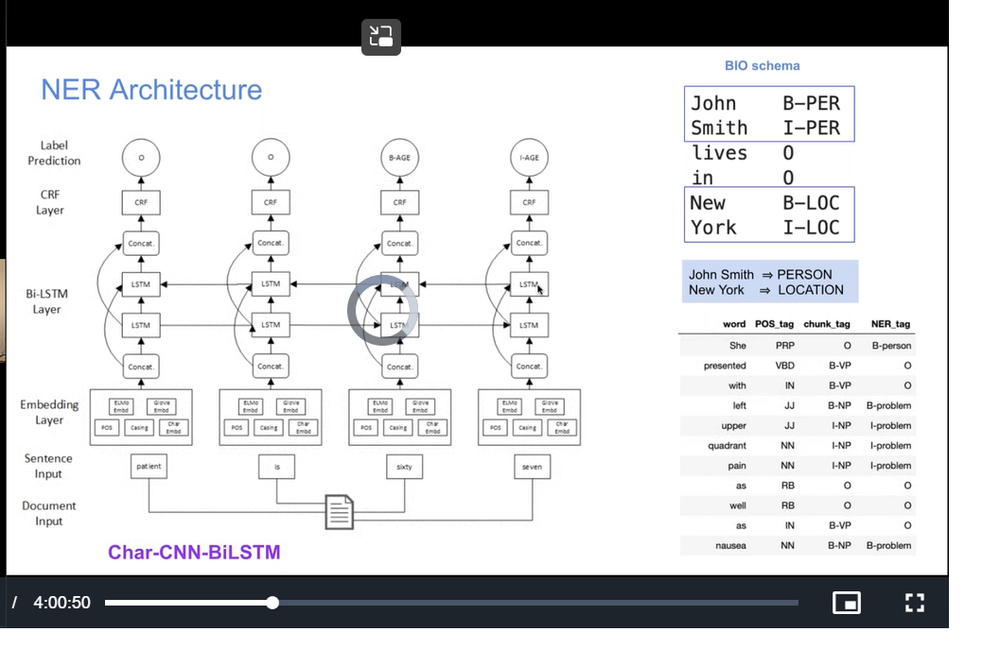 BIO schema
NER Architecture
John B-PER
Smith I-PER
lives O
in O
New B-LOC
York I-LOC
John Smith ⇒ PERSON
New York ⇒ LOCATION
word POS_tag chunk_tag NER_tag
She PRP O B-person
presented VBD B-VP O
with IN B-VP O
left JJ B-NP B-problem
upper JJ I-NP I-problem
quadrant NN I-NP I-problem
pain NN I-NP I-problem
as RB O O
well RB O O
as IN B-VP O
nausea NN B-NP B-problem
Label
Prediction
O O B-AGE I-AGE
CRF
Layer
CRF CRF CRF CRF
Concat. Concat. Concat. Concat.
Bi-LSTM
Layer
LSTM LSTM LSTM LSTM
LSTM LSTM LSTM LSTM
Concat. Concat. Concat. Concat.
Embedding
Layer
ELMo Embd Glove Embd ELMo Embd Glove Embd ELMo Embd Glove Embd ELMo Embd Glove Embd
POS Casing Char Embd POS Casing Char Embd POS Casing Char Embd POS Casing Char Embd
Sentence
Input
patient is sixty seven
Document
Input
Char-CNN-BiLSTM
/ 4:00:50